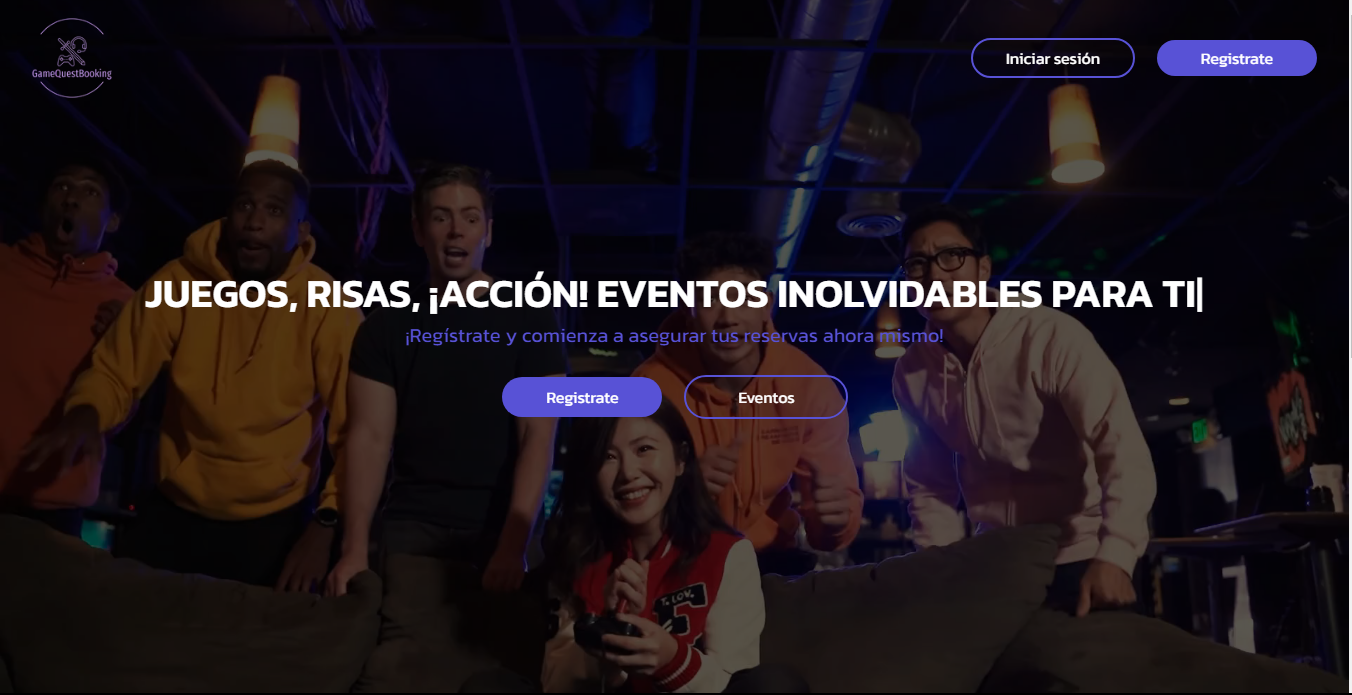 GameQuestBooking
Iniciar sesión
Registrate
JUEGOS, RISAS, ¡ACCIÓN! EVENTOS INOLVIDABLES PARA TI|
¡Regístrate y comienza a asegurar tus reservas ahora mismo!
Registrate
Eventos
T. LOV.